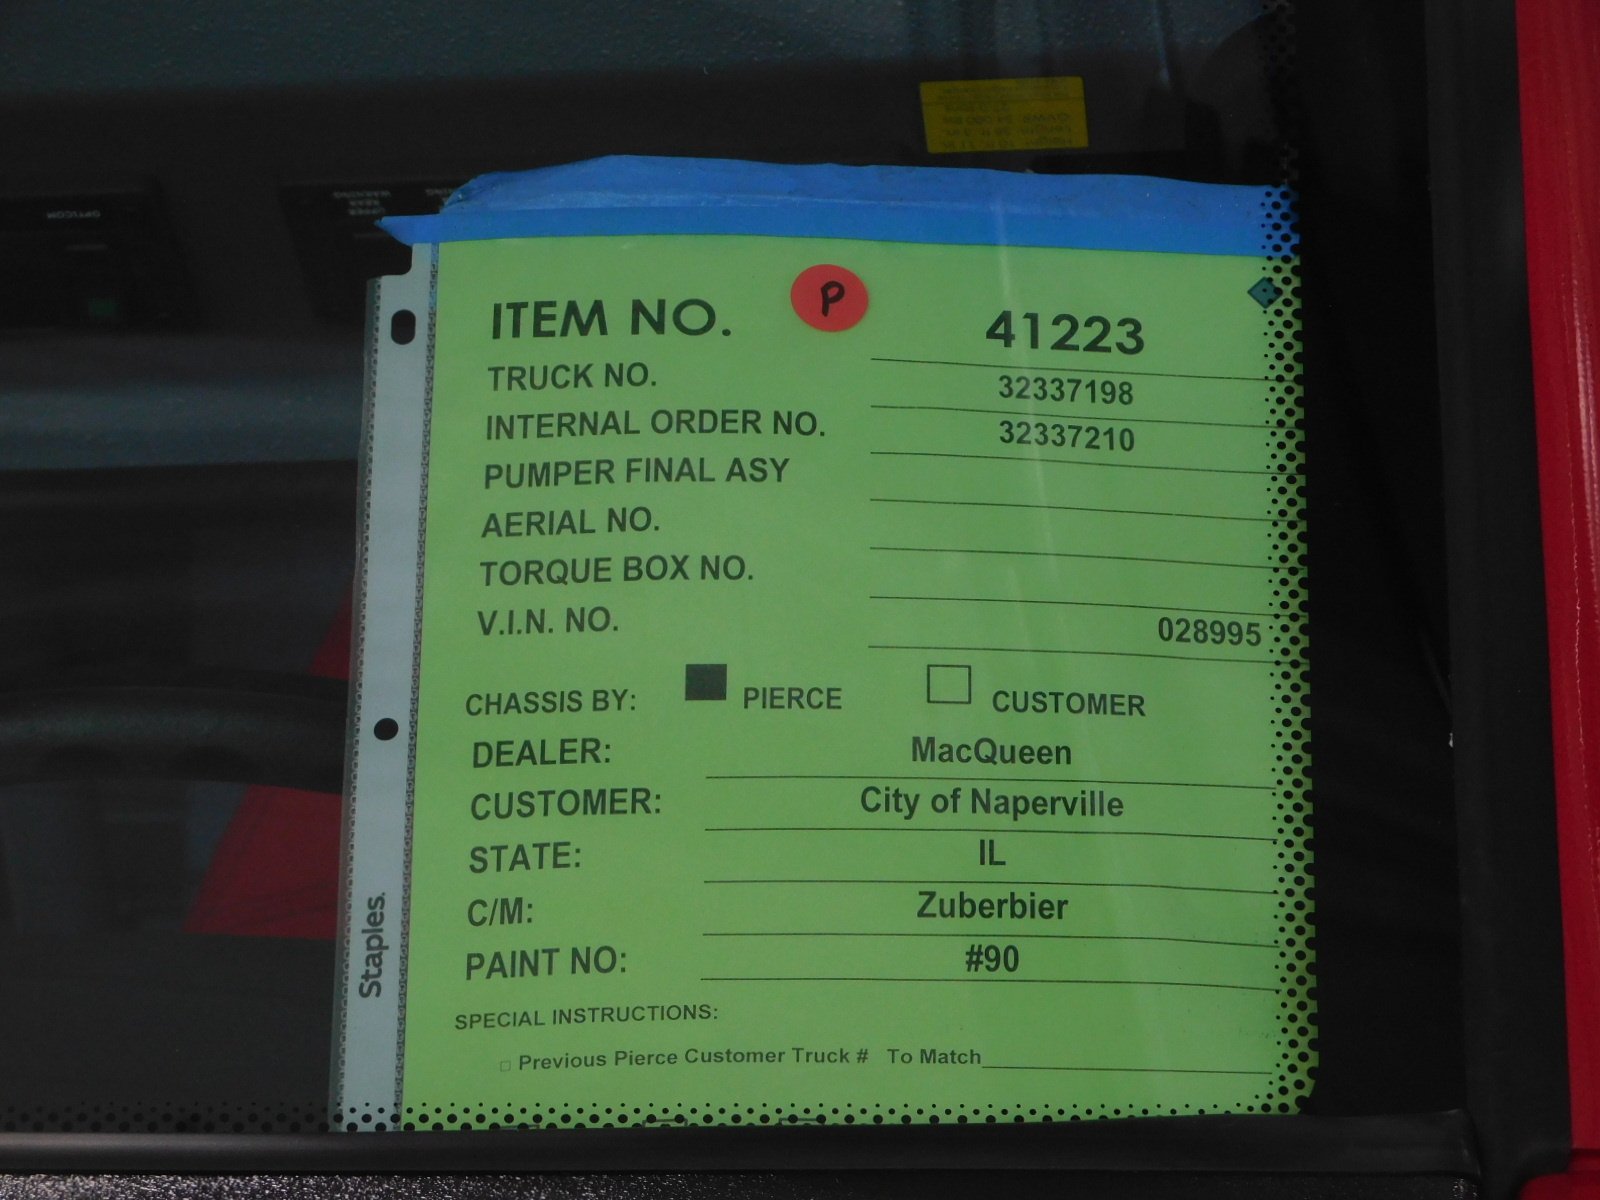 OPTICOM
P
ITEM NO. 41223
TRUCK NO. 32337198
INTERNAL ORDER NO. 32337210
PUMPER FINAL ASY
AERIAL NO.
TORQUE BOX NO.
V.I.N. NO. 028995
CHASSIS BY: PIERCE CUSTOMER
DEALER: MacQueen
CUSTOMER: City of Naperville
STATE: IL
C/M: Zuberbier
PAINT NO: #90
SPECIAL INSTRUCTIONS:
Previous Pierce Customer Truck # To Match
Staples.